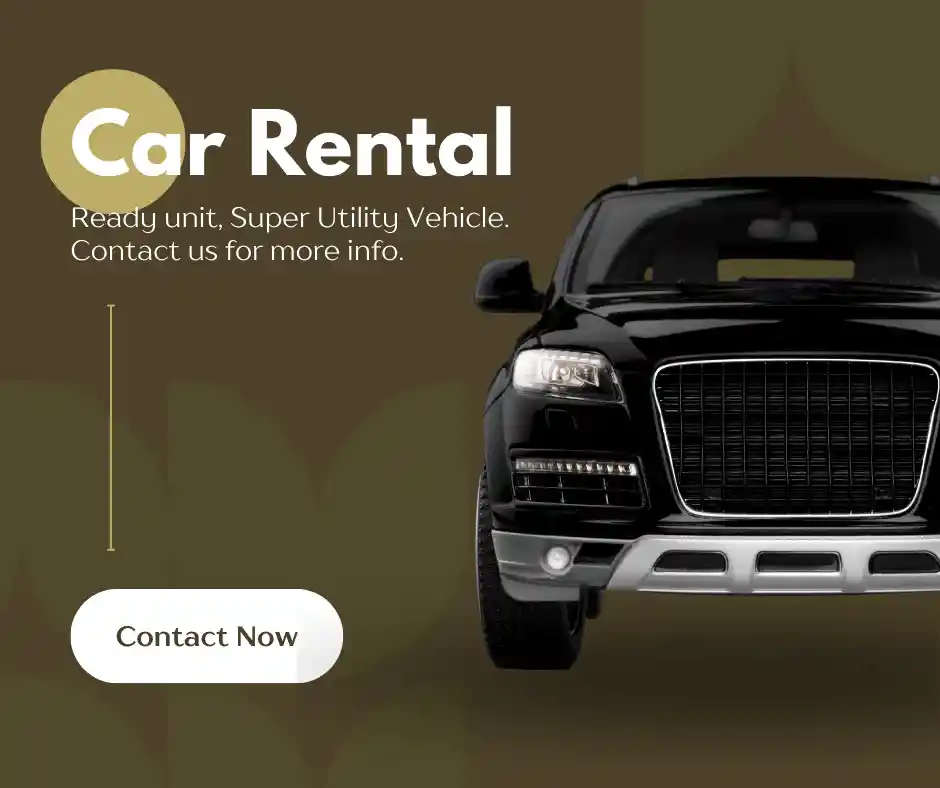 Car Rental
Ready unit, Super Utility Vehicle.
Contact us for more info.
Contact Now